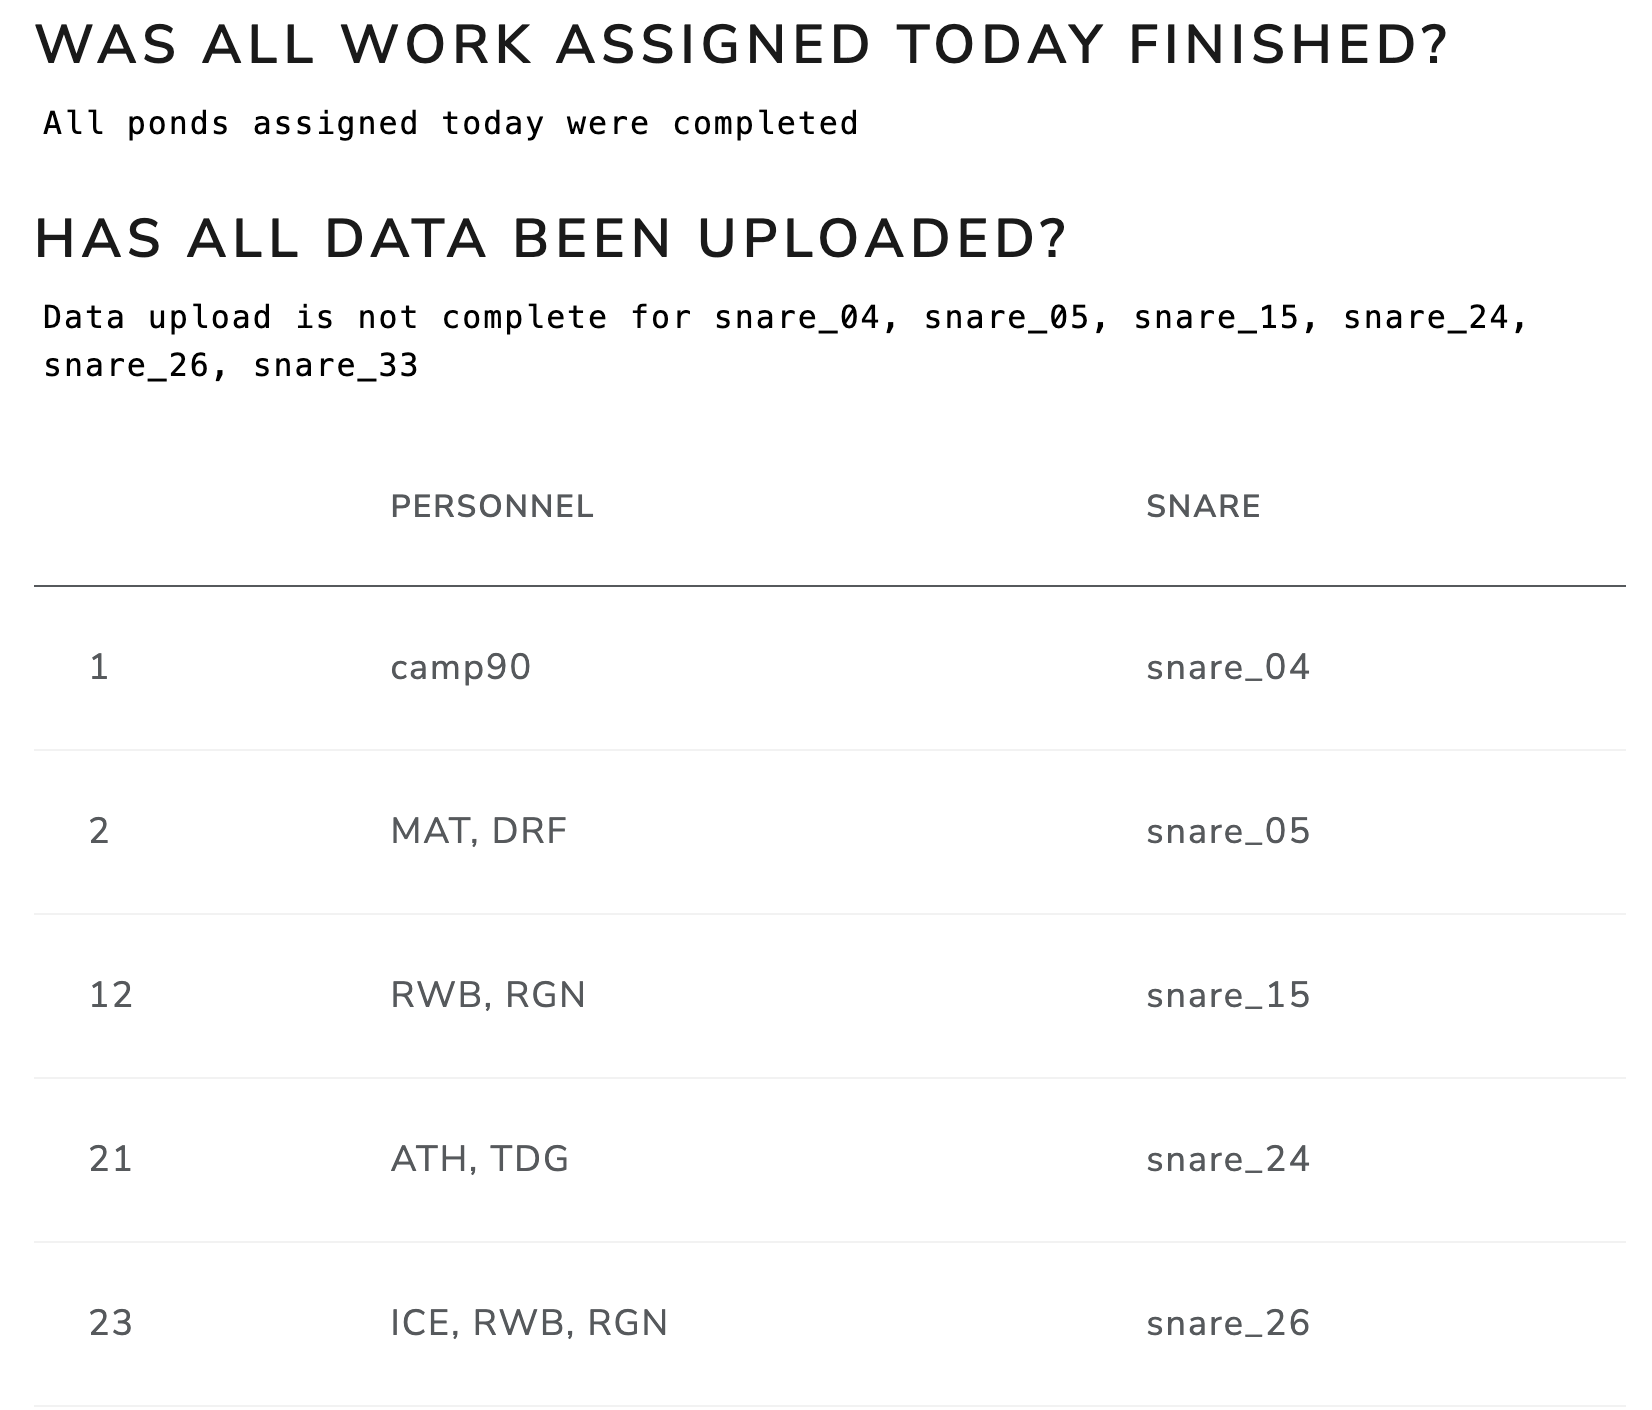 WAS ALL WORK ASSIGNED TODAY FINISHED?
All ponds assigned today were completed
HAS ALL DATA BEEN UPLOADED?
Data upload is not complete for snare_04, snare_05, snare_15, snare_24,
snare_26, snare_33
PERSONNEL SNARE
1 camp90 snare_04
2 MAT, DRF snare_05
12 RWB, RGN snare_15
21 ATH, TDG snare_24
23 ICE, RWB, RGN snare_26